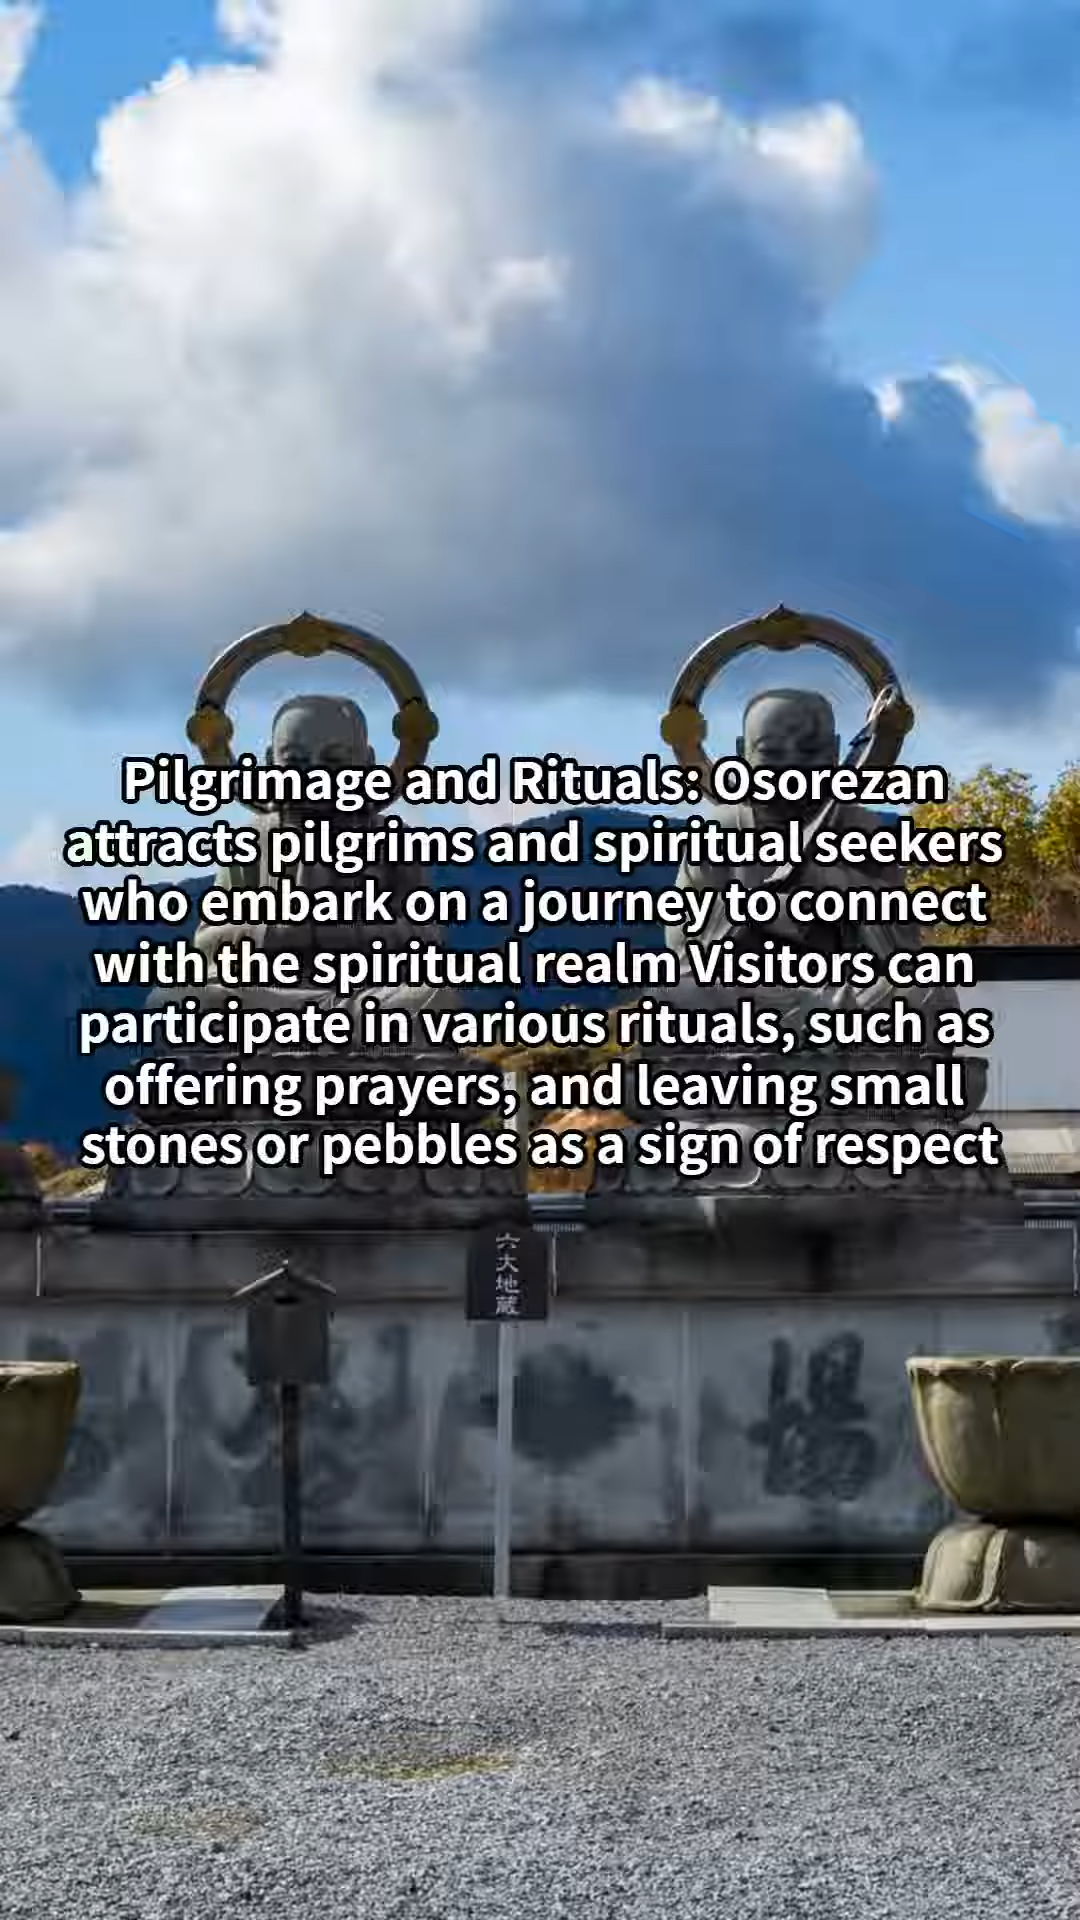 Pilgrimage and Rituals: Osorezan
attracts pilgrims and spiritual seekers
who embark on a journey to connect
with the spiritual realm Visitors can
participate in various rituals, such as
offering prayers, and leaving small
stones or pebbles as a sign of respect
六大地蔵